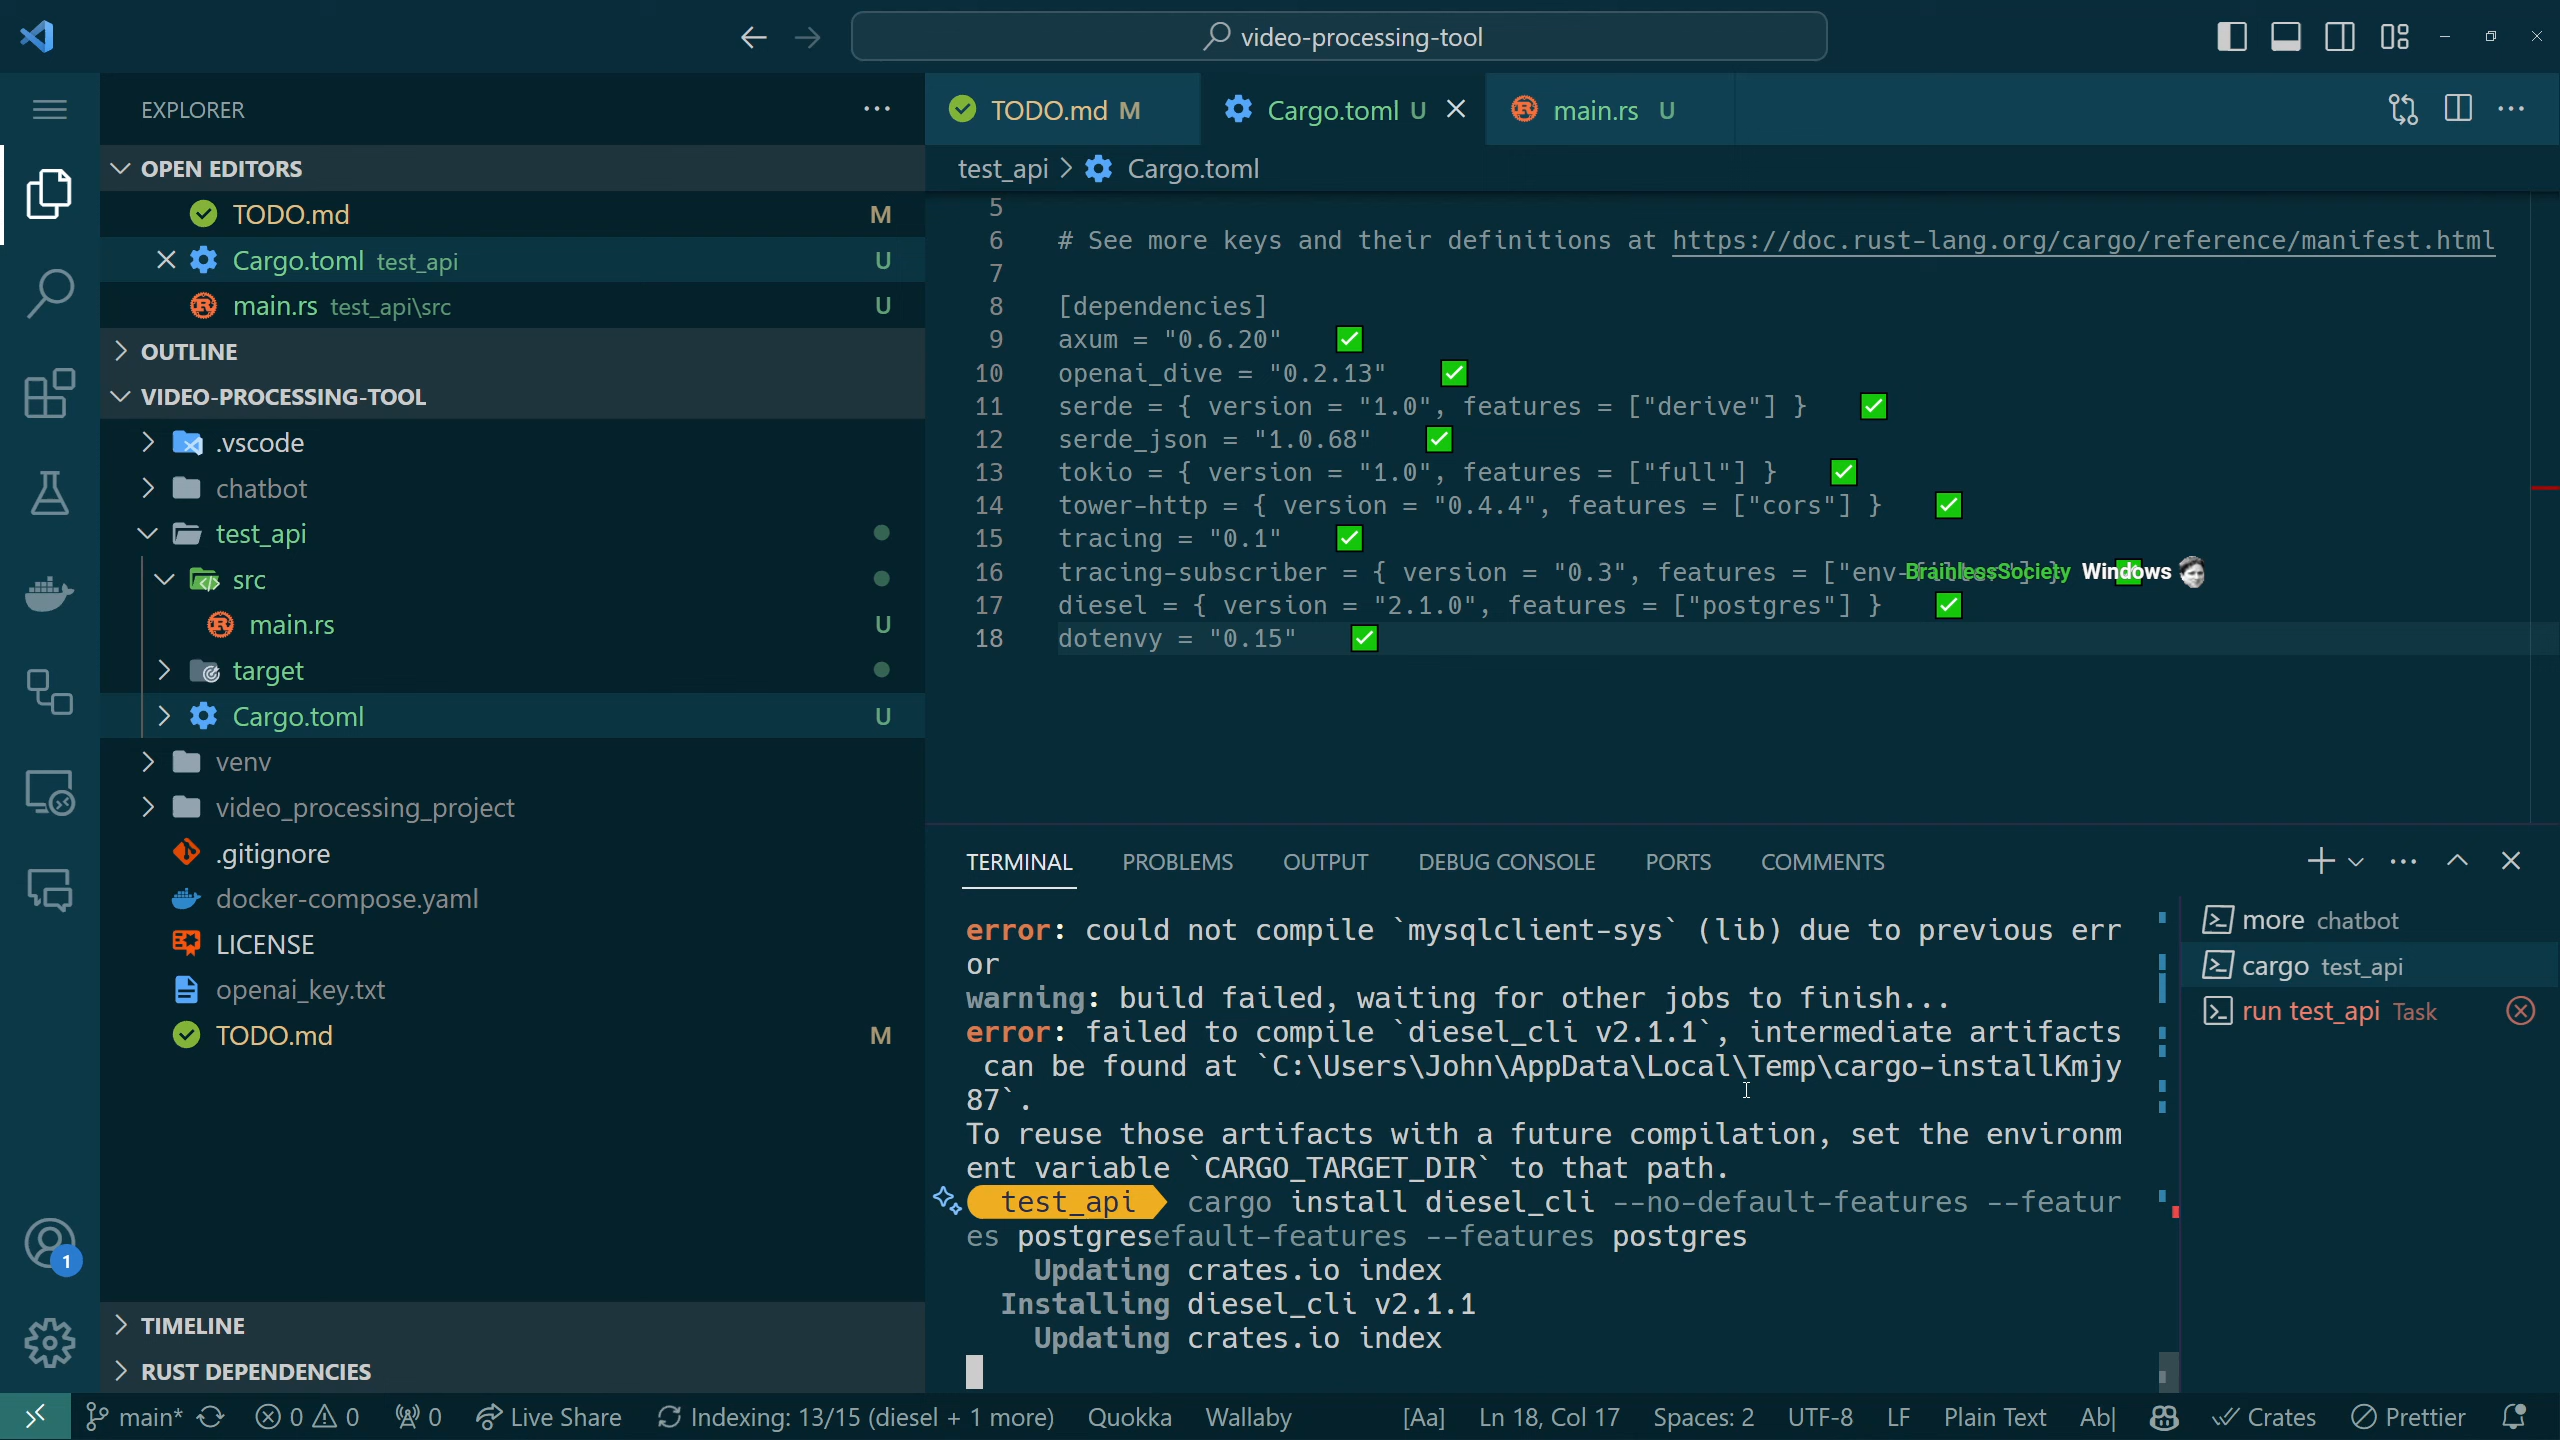 video-processing-tool
EXPLORER
OPEN EDITORS
TODO.md M
Cargo.toml test_api U
main.rs test_api\src U
OUTLINE
VIDEO-PROCESSING-TOOL
.vscode
chatbot
test_api
src
main.rs U
target
Cargo.toml U
venv
video_processing_project
.gitignore
docker-compose.yaml
LICENSE
openai_key.txt
TODO.md M
TIMELINE
RUST DEPENDENCIES
1
TODO.md M
Cargo.toml U
main.rs U
test_api > Cargo.toml
5
6 # See more keys and their definitions at https://doc.rust-lang.org/cargo/reference/manifest.html
7
8 [dependencies]
9 axum = "0.6.20" ✅
10 openai_dive = "0.2.13" ✅
11 serde = { version = "1.0", features = ["derive"] } ✅
12 serde_json = "1.0.68" ✅
13 tokio = { version = "1.0", features = ["full"] } ✅
14 tower-http = { version = "0.4.4", features = ["cors"] } ✅
15 tracing = "0.1" ✅
16 tracing-subscriber = { version = "0.3", features = ["env-
BrainlessSociety Windows
17 diesel = { version = "2.1.0", features = ["postgres"] } ✅
18 dotenvy = "0.15" ✅
TERMINAL PROBLEMS OUTPUT DEBUG CONSOLE PORTS COMMENTS
error: could not compile `mysqlclient-sys` (lib) due to previous err
or
warning: build failed, waiting for other jobs to finish...
error: failed to compile `diesel_cli v2.1.1`, intermediate artifacts
can be found at `C:\Users\John\AppData\Local\Temp\cargo-installKmjy
87`.
To reuse those artifacts with a future compilation, set the environm
ent variable `CARGO_TARGET_DIR` to that path.
test_api cargo install diesel_cli --no-default-features --featur
es postgresefault-features --features postgres
Updating crates.io index
Installing diesel_cli v2.1.1
Updating crates.io index
more chatbot
cargo test_api
run test_api Task
main* 0 0 0 Live Share Indexing: 13/15 (diesel + 1 more) Quokka Wallaby [Aa] Ln 18, Col 17 Spaces: 2 UTF-8 LF Plain Text Ab| Crates Prettier